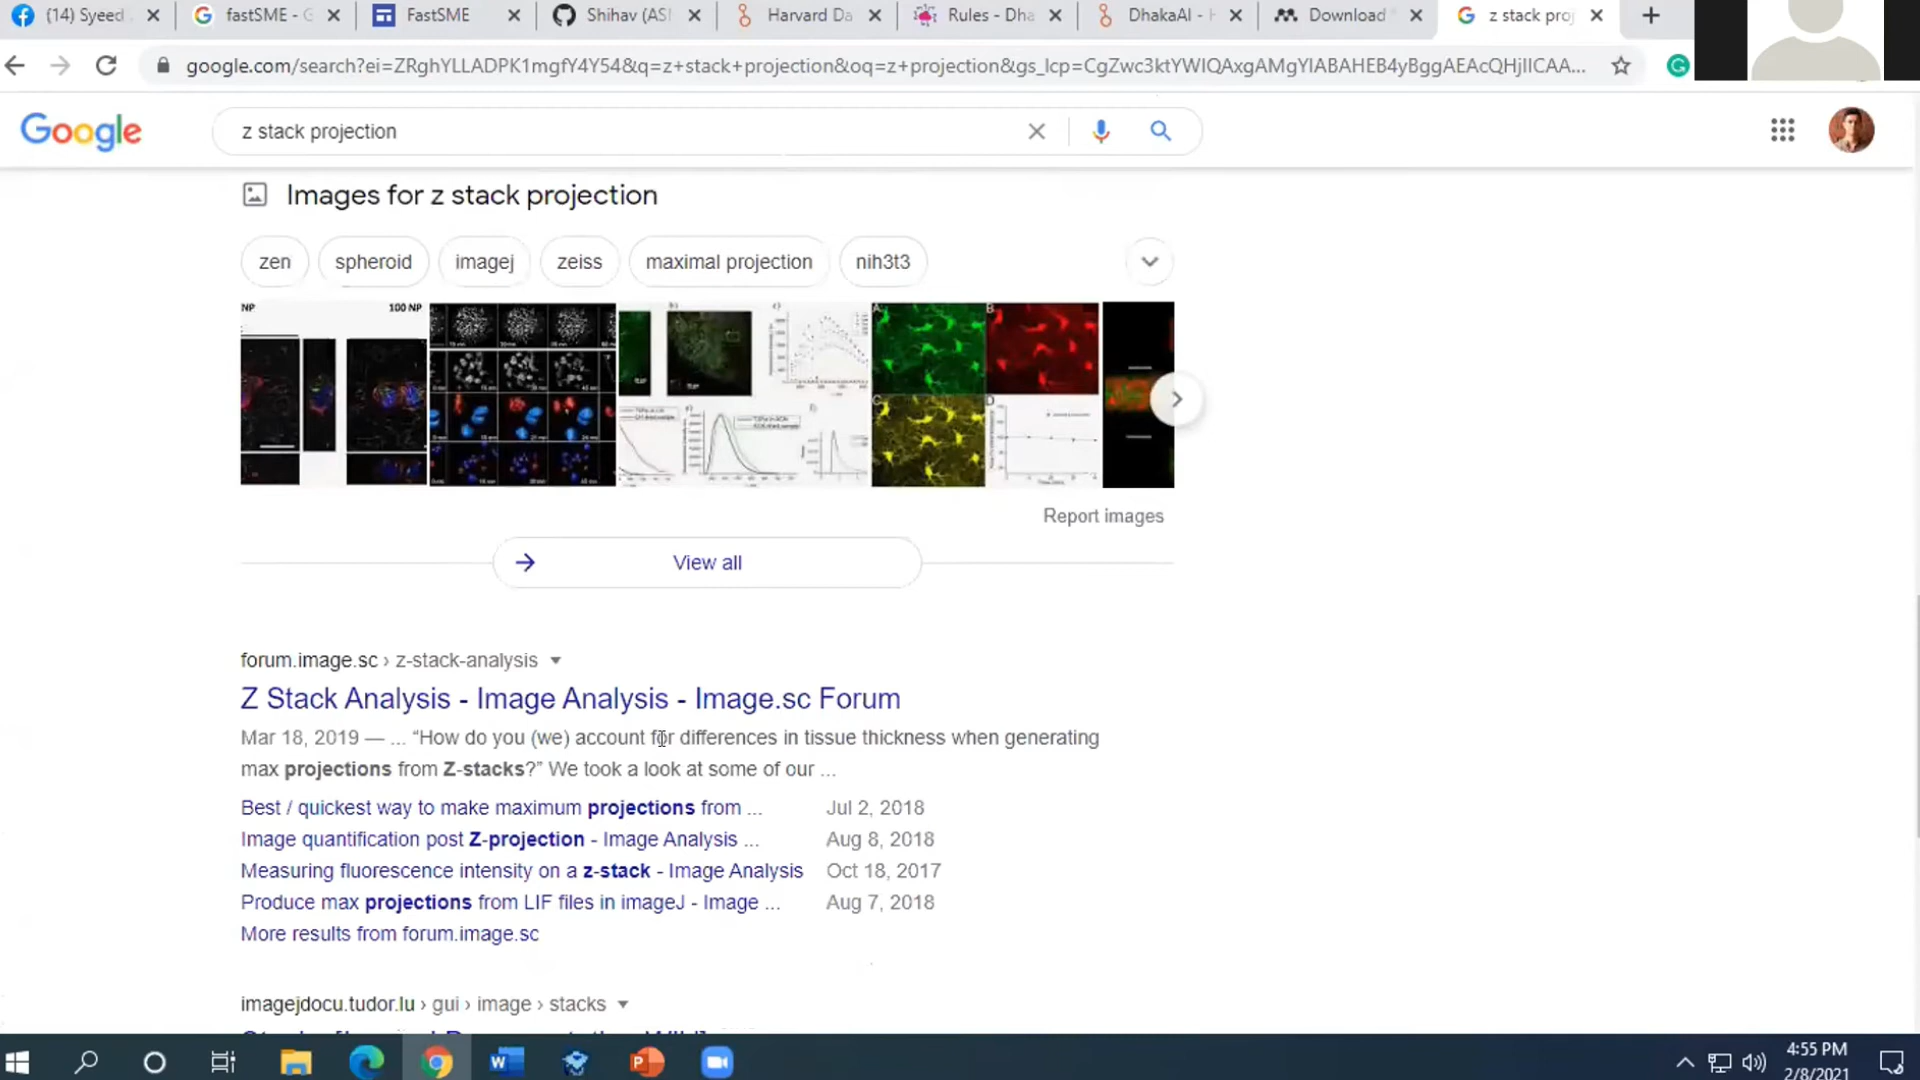 (14) Syeed
fastSME - G
FastSME
Shihav (AS
Harvard Da
Rules - Dha
DhakaAI - H
Download
z stack proj
google.com/search?ei=ZRghYLLADPK1mgfY4Y54&q=z+stack+projection&oq=z+projection&gs_lcp=CgZwc3ktYWIQAxgAMgYIABAHEB4yBggAEAcQHjIICAA...
Google
z stack projection
Images for z stack projection
zen
spheroid
imagej
zeiss
maximal projection
nih3t3
NP
100 NP
Report images
View all
forum.image.sc › z-stack-analysis
Z Stack Analysis - Image Analysis - Image.sc Forum
Mar 18, 2019 — ... “How do you (we) account for differences in tissue thickness when generating
max projections from Z-stacks?” We took a look at some of our ...
Best / quickest way to make maximum projections from ... Jul 2, 2018
Image quantification post Z-projection - Image Analysis ... Aug 8, 2018
Measuring fluorescence intensity on a z-stack - Image Analysis Oct 18, 2017
Produce max projections from LIF files in imageJ - Image ... Aug 7, 2018
More results from forum.image.sc
imagejdocu.tudor.lu › gui › image › stacks
4:55 PM
2/8/2021